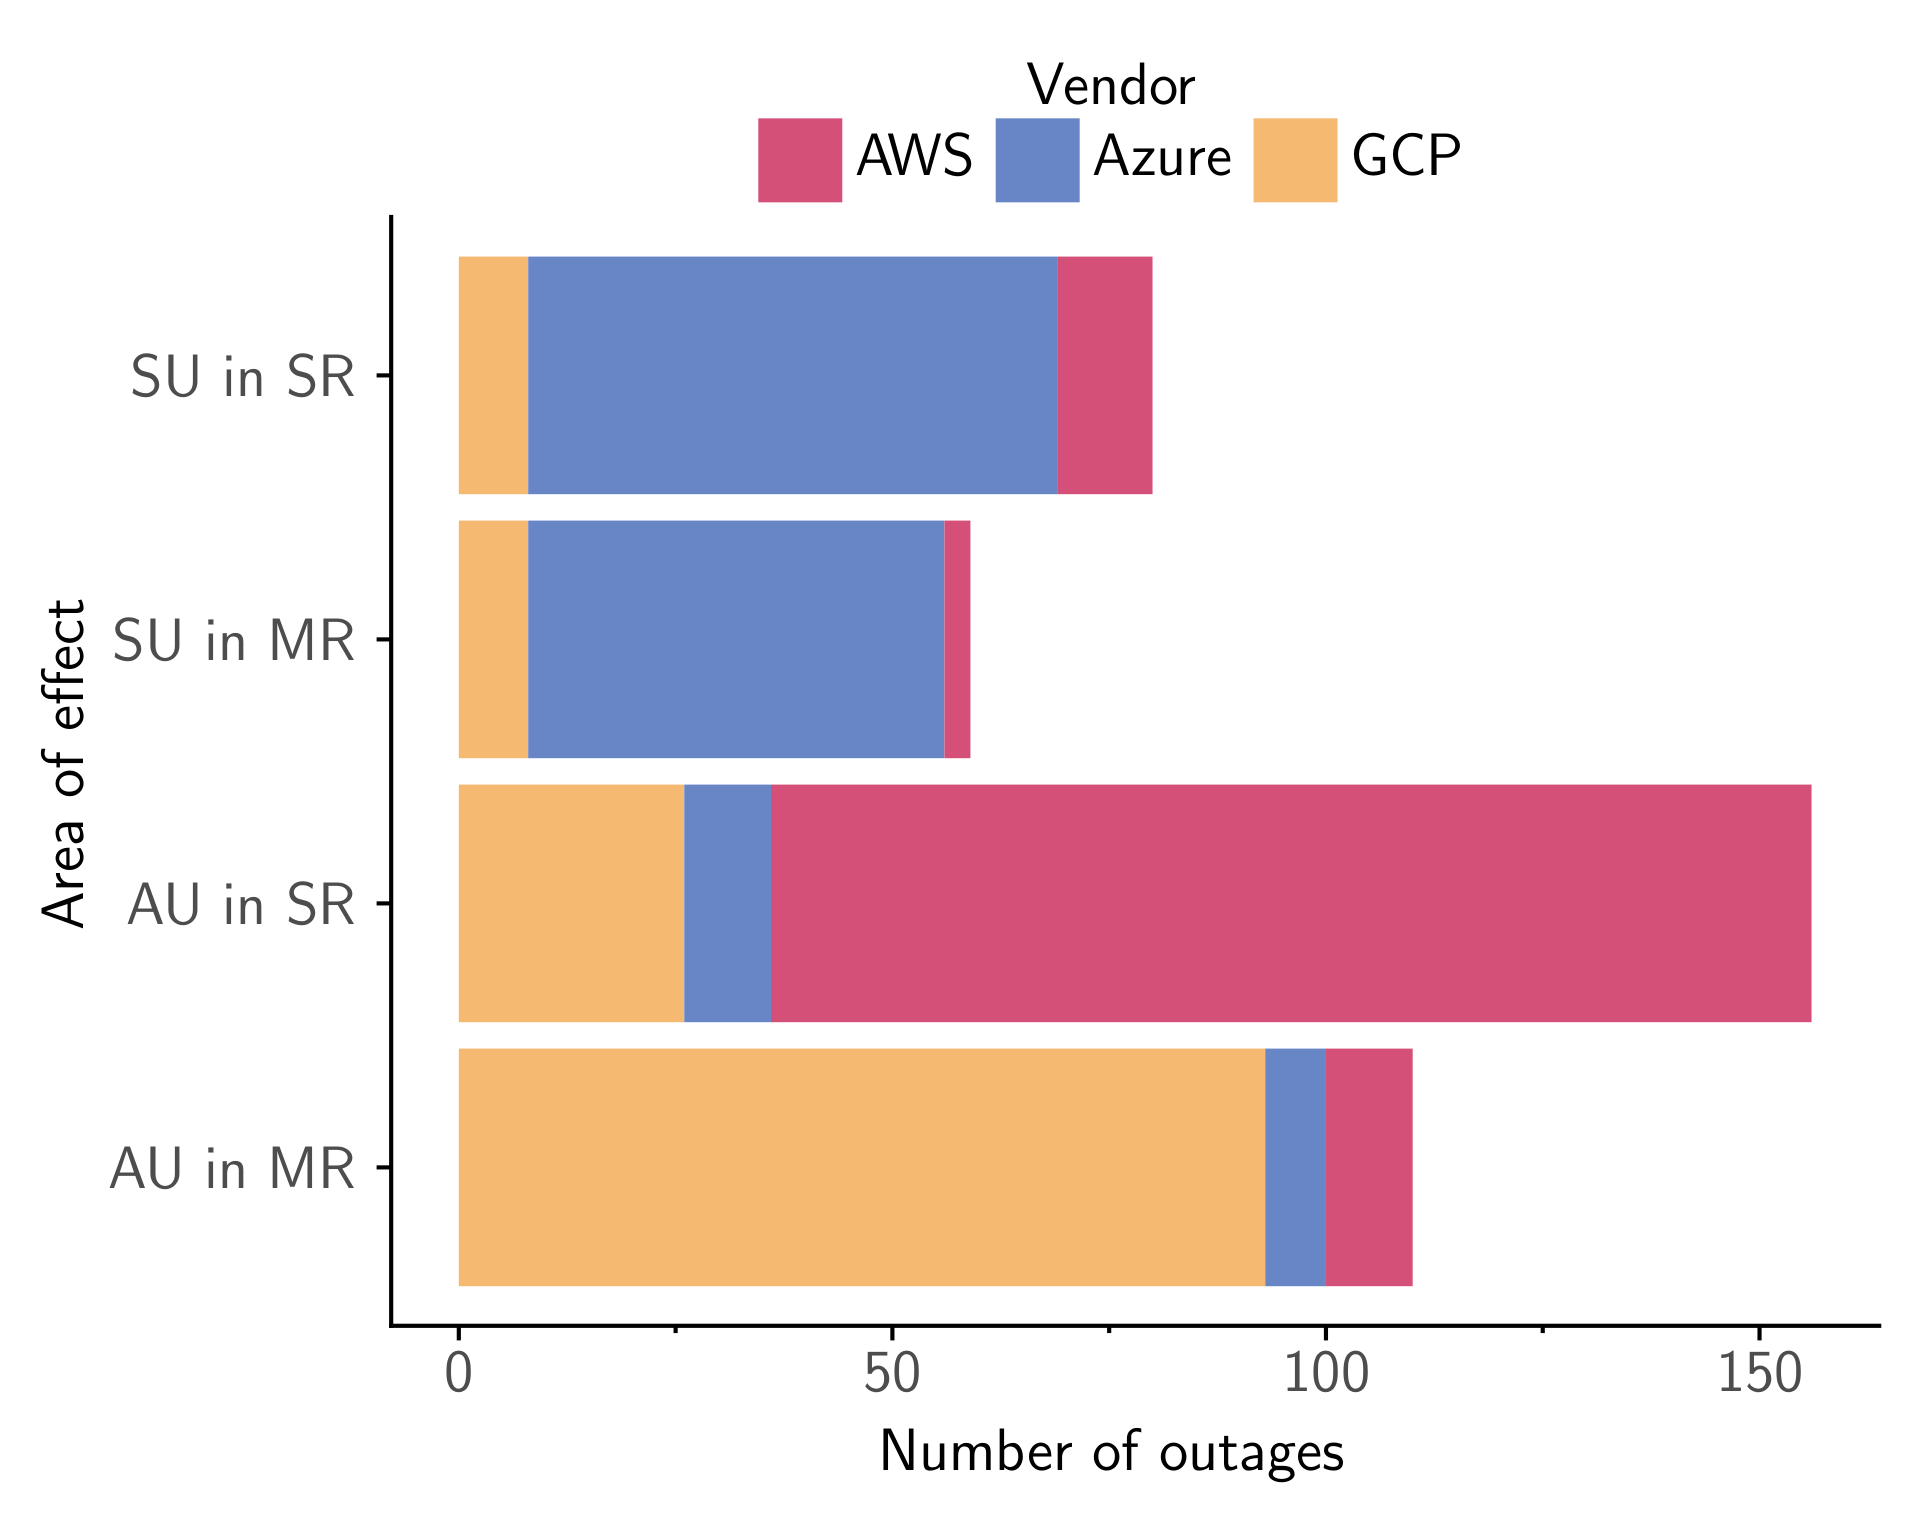 Vendor
AWS Azure GCP
SU in SR
SU in MR
AU in SR
AU in MR
Area of effect
0 50 100 150
Number of outages